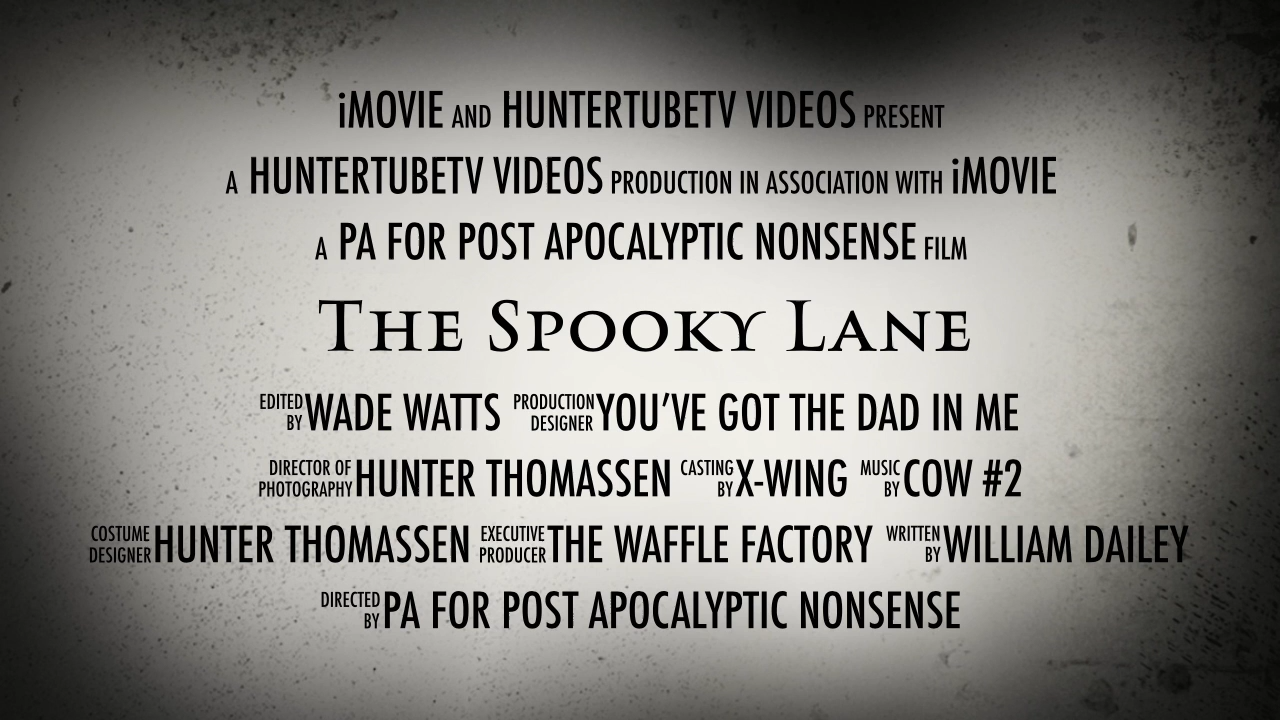 iMOVIE AND HUNTERTUBETV VIDEOS PRESENT
A HUNTERTUBETV VIDEOS PRODUCTION IN ASSOCIATION WITH iMOVIE
A PA FOR POST APOCALYPTIC NONSENSE FILM
THE SPOOKY LANE
EDITED BY WADE WATTS PRODUCTION DESIGNER YOU'VE GOT THE DAD IN ME
DIRECTOR OF PHOTOGRAPHY HUNTER THOMASSEN CASTING BY X-WING MUSIC BY COW #2
COSTUME DESIGNER HUNTER THOMASSEN EXECUTIVE PRODUCER THE WAFFLE FACTORY WRITTEN BY WILLIAM DAILEY
DIRECTED BY PA FOR POST APOCALYPTIC NONSENSE